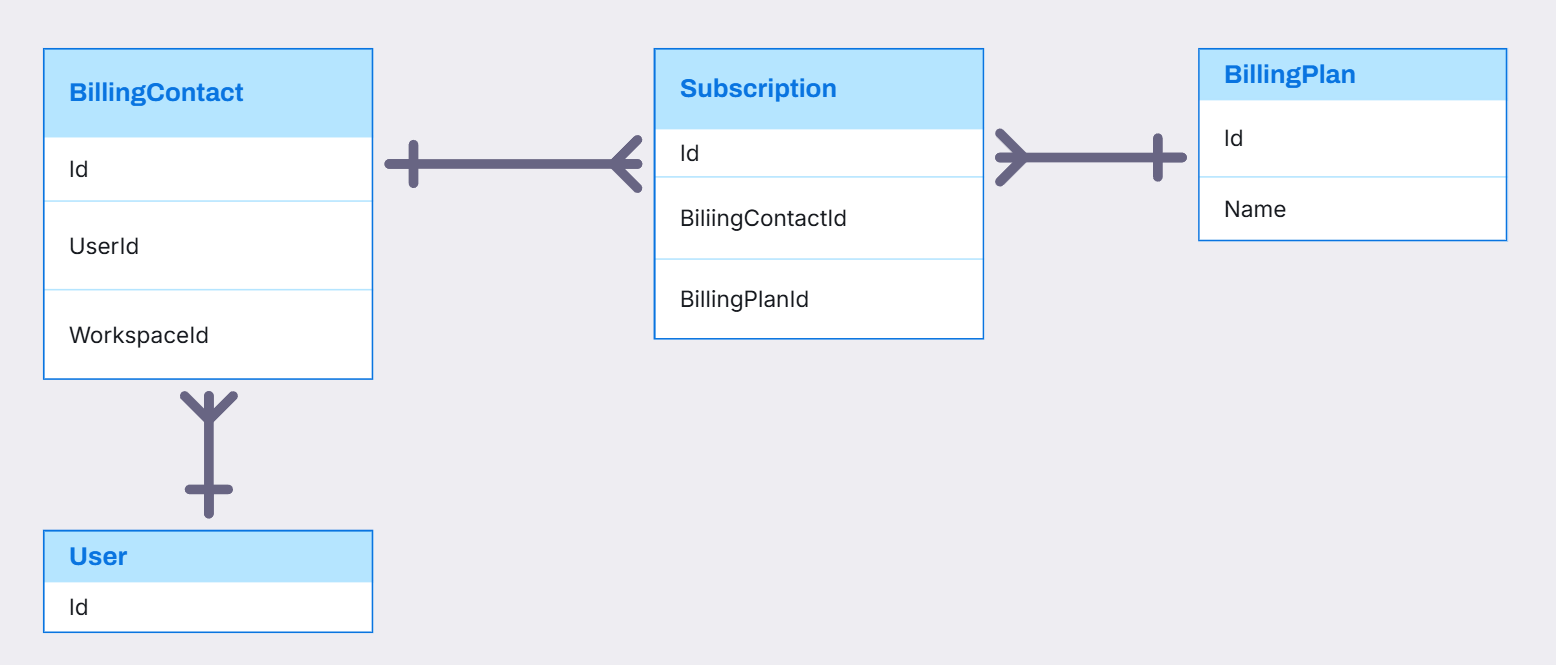 BillingContact
Id
UserId
WorkspaceId
Subscription
Id
BiliingContactId
BillingPlanId
BillingPlan
Id
Name
User
Id